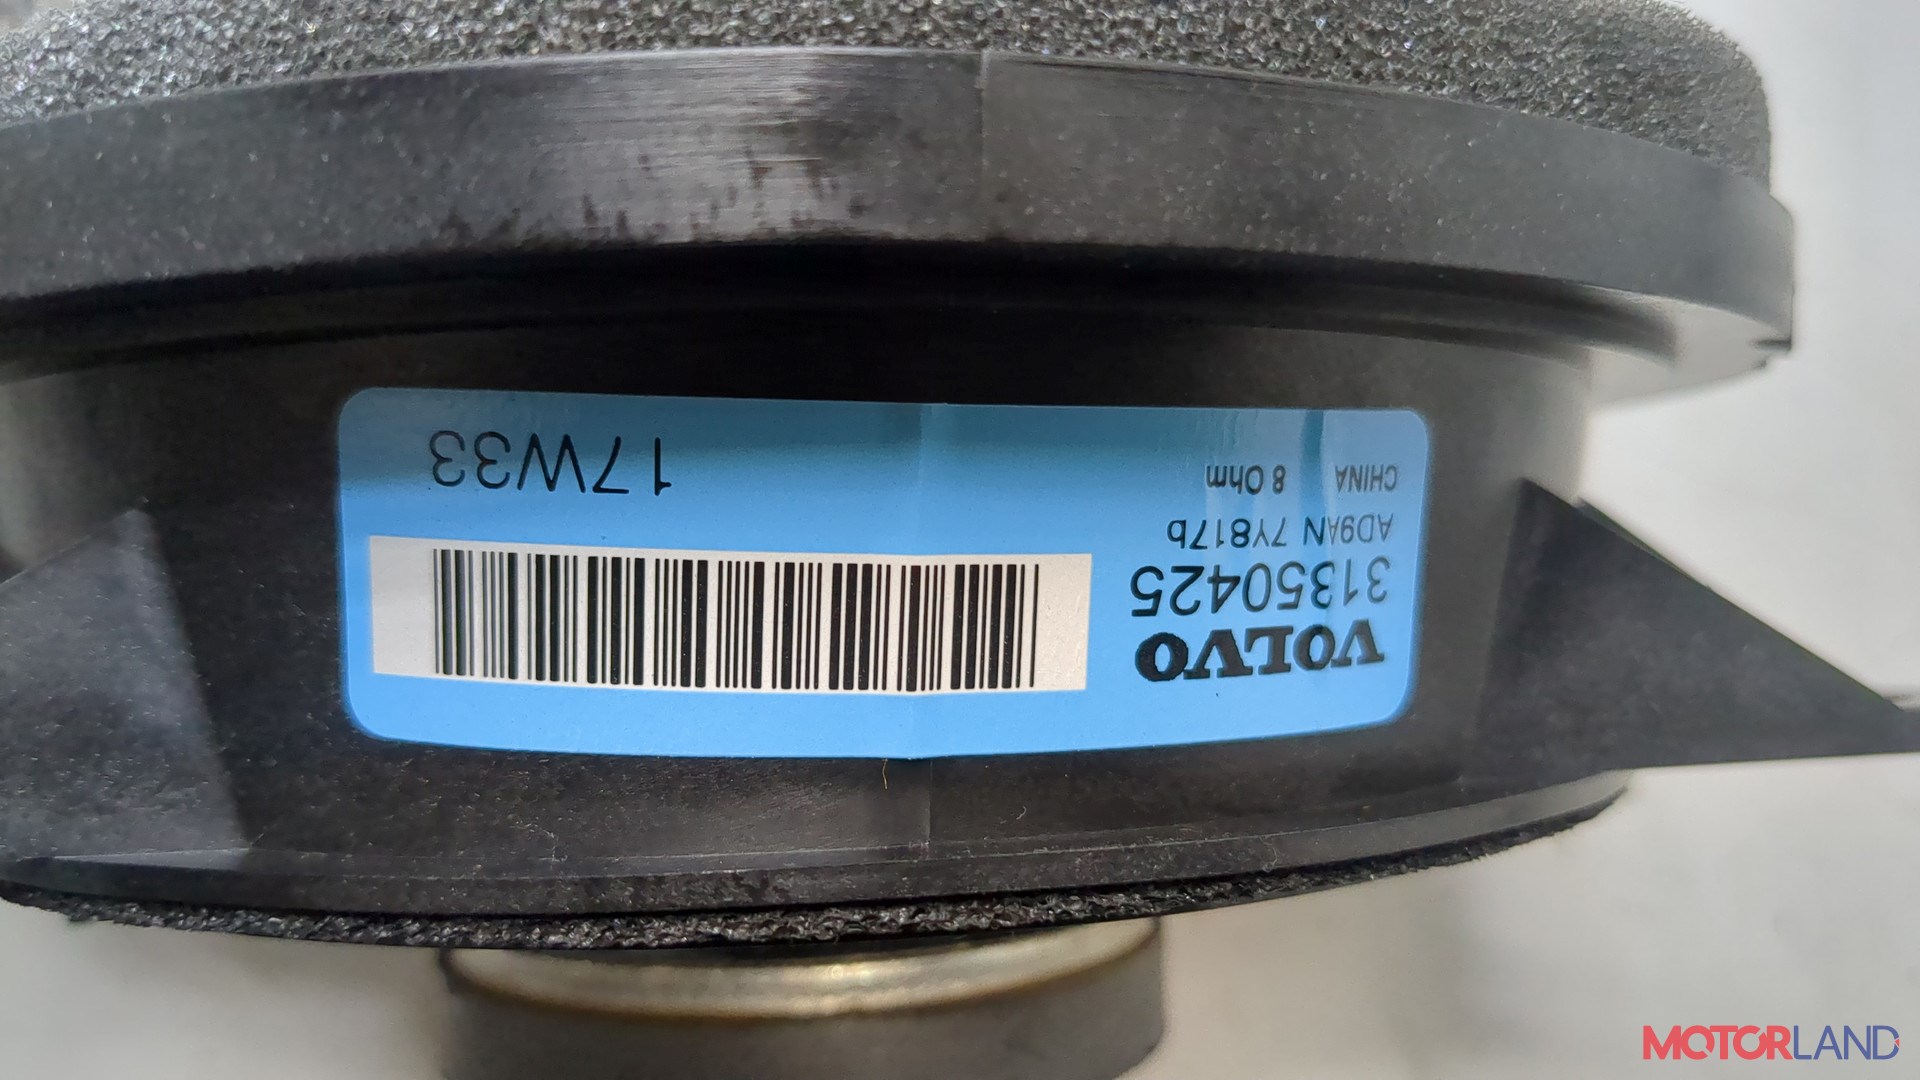 VOLVO
31350425
AD9AN 7Y817b
CHINA 8 Ohm
17W33
MOTORLAND